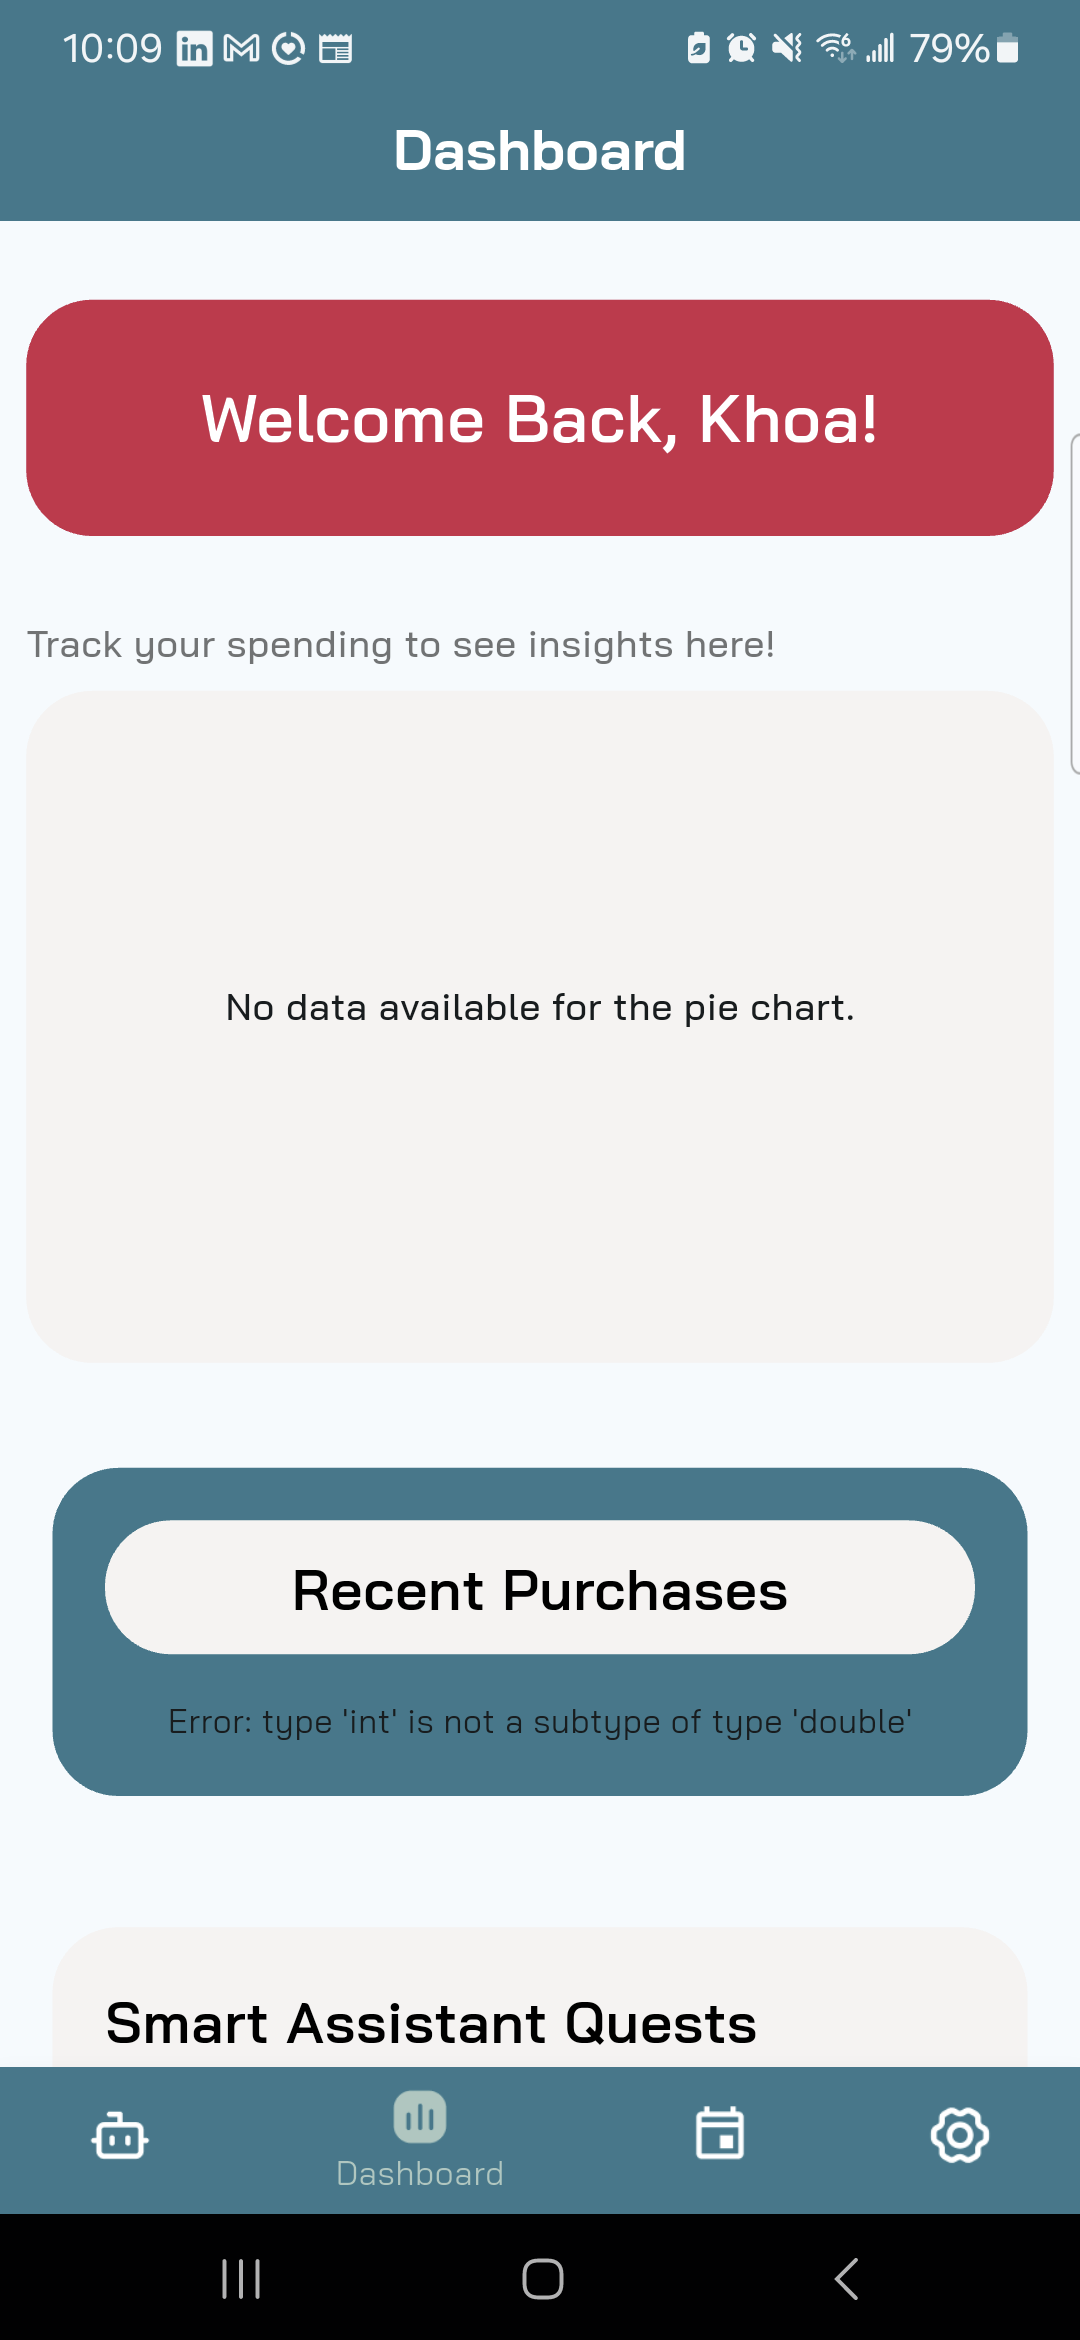 10:09
79%
Dashboard
Welcome Back, Khoa!
Track your spending to see insights here!
No data available for the pie chart.
Recent Purchases
Error: type 'int' is not a subtype of type 'double'
Smart Assistant Quests
Dashboard